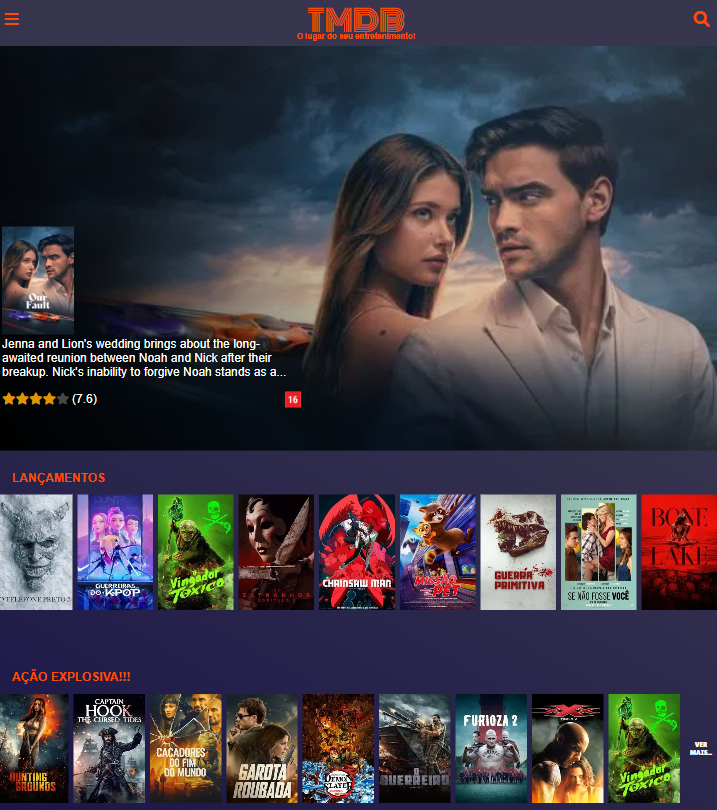 TMDB
O lugar do seu entretenimento!
Our
Fault
Jenna and Lion's wedding brings about the long-
awaited reunion between Noah and Nick after their
breakup. Nick's inability to forgive Noah stands as a...
(7.6)
16
LANÇAMENTOS
O TELEFONE PRETO 2
GUERREIRAS
DO KPOP
Vingador
Tóxico
ESTRANHOS
CAPÍTULO 2
CHAINSAW MAN
MISSÃO
PET
GUERRA
PRIMITIVA
SE NÃO FOSSE VOCÊ
BONE
LAKE
AÇÃO EXPLOSIVA!!!
HUNTING
GROUNDS
CAPTAIN
HOOK
THE CURSED TIDES
CAÇADORES
DO FIM
DO MUNDO
GAROTA
ROUBADA
DEMON
SLAYER
O
GUERREIRO
FURIOZA 2
XXX
Vingador
Tóxico
VER
MAIS...